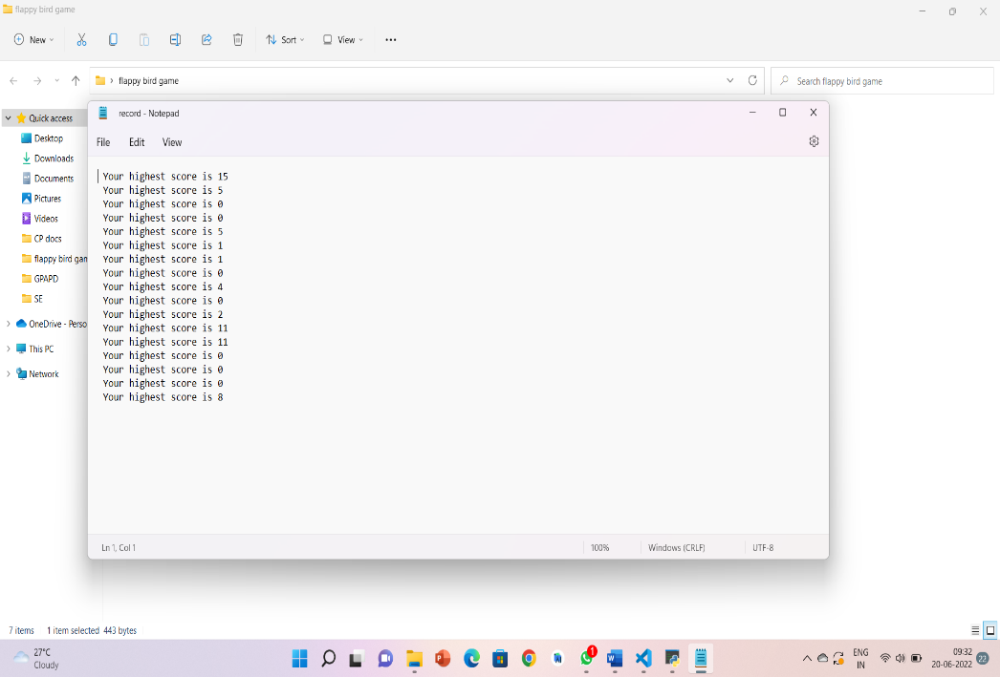 flappy bird game
New
Sort
View
flappy bird game
Search flappy bird game
Quick access
Desktop
Downloads
Documents
Pictures
Videos
CP docs
flappy bird gam
GPAPD
SE
OneDrive - Perso
This PC
Network
record - Notepad
File Edit View
Your highest score is 15
Your highest score is 5
Your highest score is 0
Your highest score is 0
Your highest score is 5
Your highest score is 1
Your highest score is 1
Your highest score is 0
Your highest score is 4
Your highest score is 0
Your highest score is 2
Your highest score is 11
Your highest score is 11
Your highest score is 0
Your highest score is 0
Your highest score is 0
Your highest score is 8
Ln 1, Col 1
100%
Windows (CRLF)
UTF-8
7 items 1 item selected 443 bytes
27°C
Cloudy
1
ENG
IN
09:32
20-06-2022
22